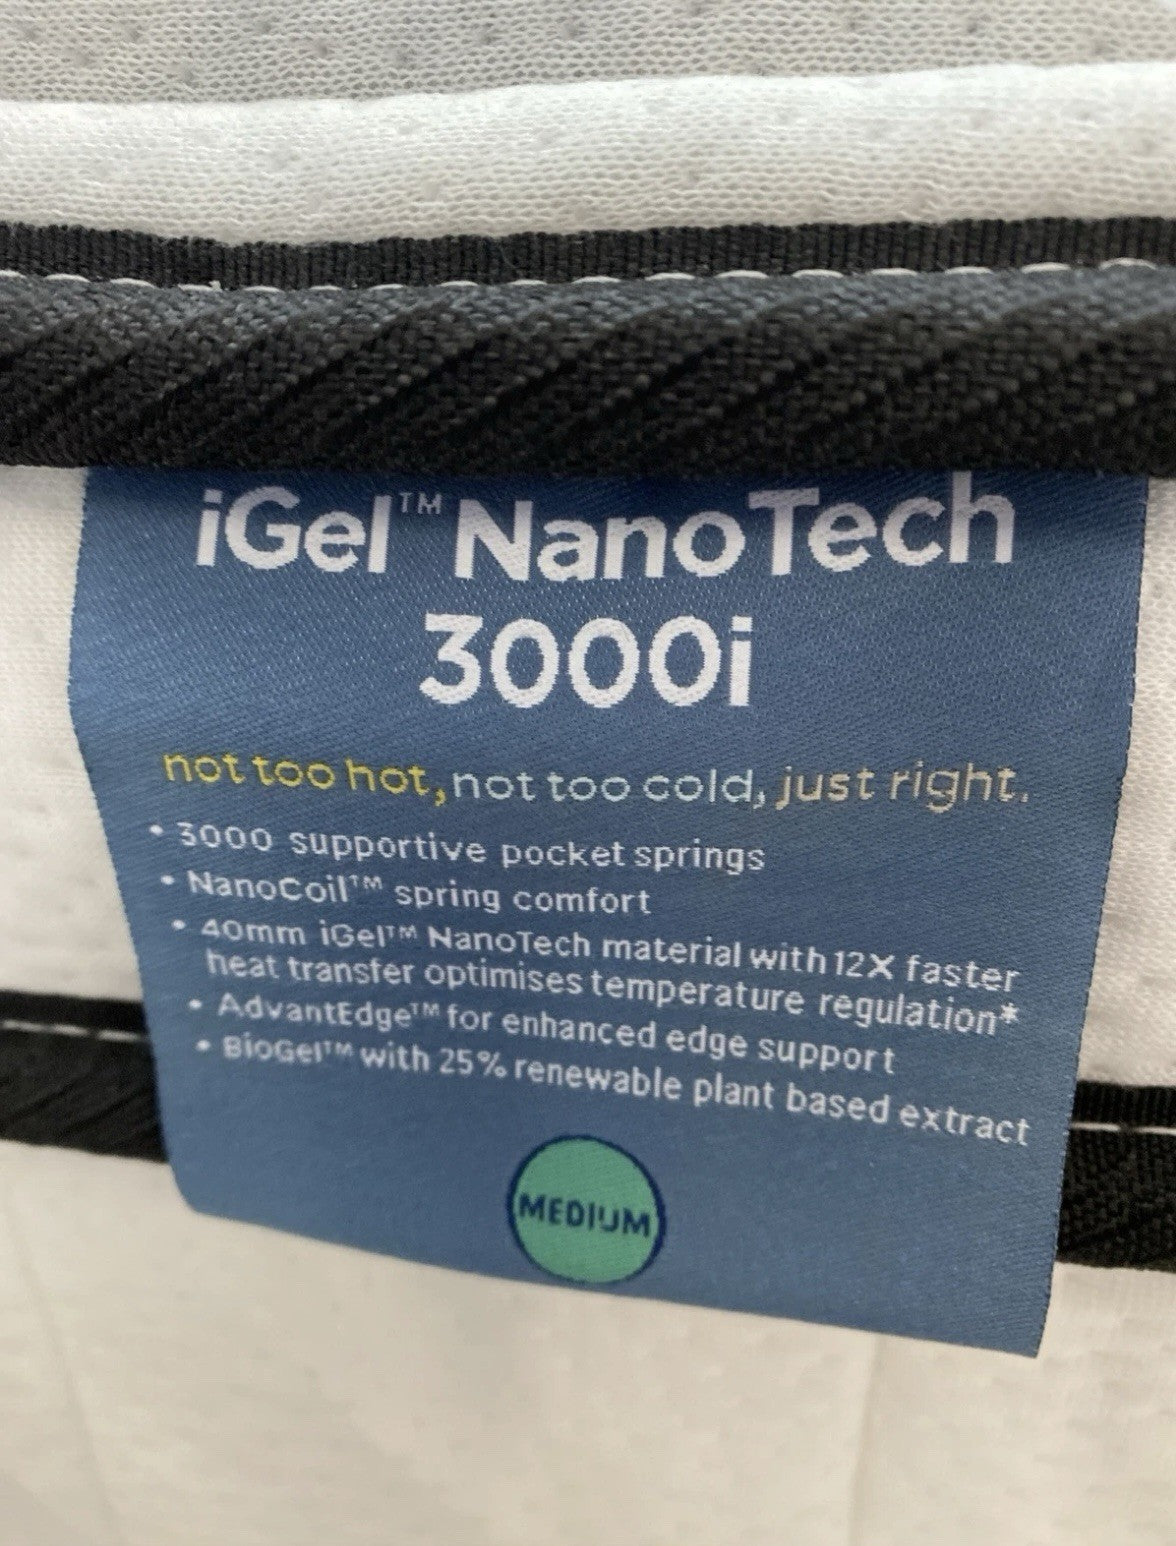 iGel™ NanoTech
3000i
not too hot, not too cold, just right.
• 3000 supportive pocket springs
• NanoCoil™ spring comfort
• 40mm iGel™ NanoTech material with 12X faster
heat transfer optimises temperature regulation*
• AdvantEdge™ for enhanced edge support
• BioGel™ with 25% renewable plant based extract
MEDIUM